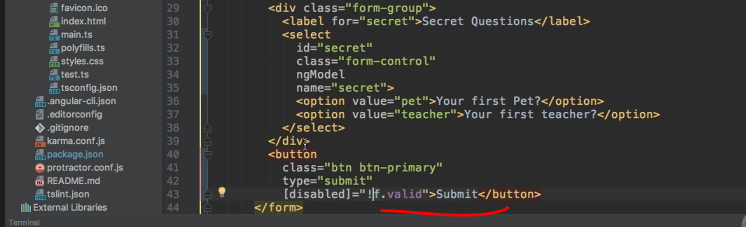 favicon.ico
index.html
main.ts
polyfills.ts
styles.css
test.ts
tsconfig.json
.angular-cli.json
.editorconfig
.gitignore
karma.conf.js
package.json
protractor.conf.js
README.md
tslint.json
External Libraries
29 <div class="form-group">
30 <label for="secret">Secret Questions</label>
31 <select
32 id="secret"
33 class="form-control"
34 ngModel
35 name="secret">
36 <option value="pet">Your first Pet?</option>
37 <option value="teacher">Your first teacher?</option>
38 </select>
39 </div>
40 <button
41 class="btn btn-primary"
42 type="submit"
43 [disabled]="!f.valid">Submit</button>
44 </form>
Terminal